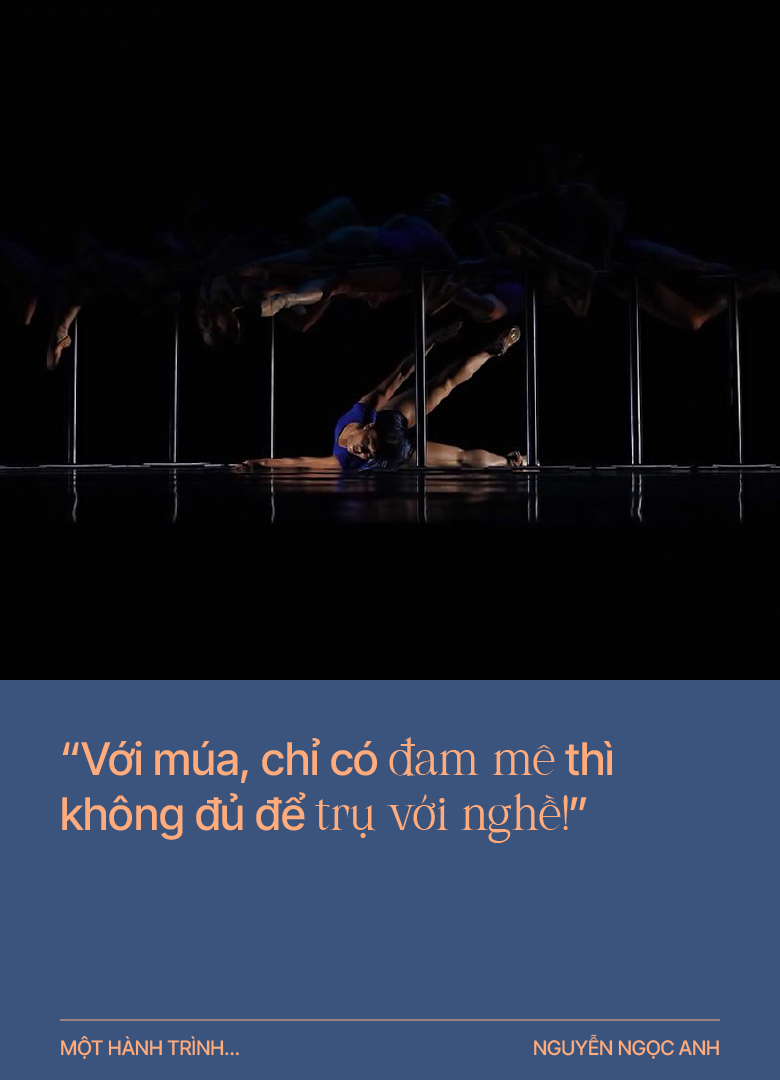 “Với múa, chỉ có đam mê thì
không đủ để trụ với nghề!”
MỘT HÀNH TRÌNH...
NGUYỄN NGỌC ANH